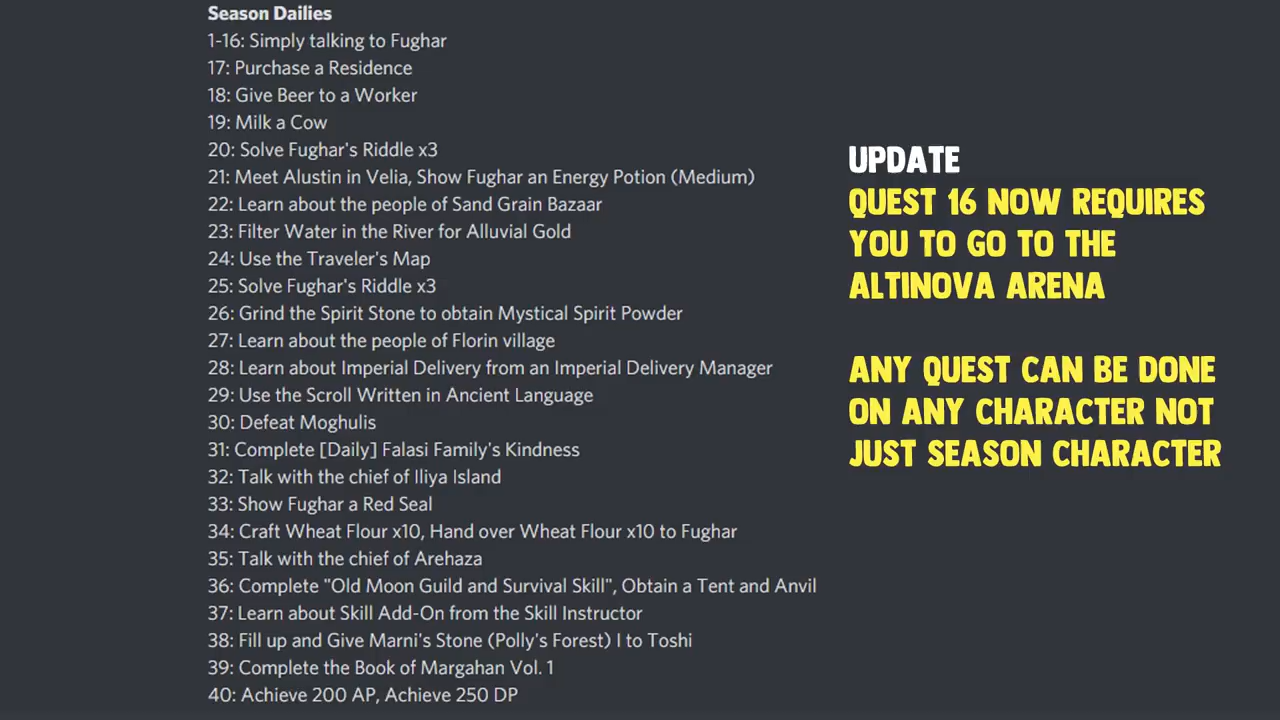 Season Dailies
1-16: Simply talking to Fughar
17: Purchase a Residence
18: Give Beer to a Worker
19: Milk a Cow
20: Solve Fughar's Riddle x3
21: Meet Alustin in Velia, Show Fughar an Energy Potion (Medium)
22: Learn about the people of Sand Grain Bazaar
23: Filter Water in the River for Alluvial Gold
24: Use the Traveler's Map
25: Solve Fughar's Riddle x3
26: Grind the Spirit Stone to obtain Mystical Spirit Powder
27: Learn about the people of Florin village
28: Learn about Imperial Delivery from an Imperial Delivery Manager
29: Use the Scroll Written in Ancient Language
30: Defeat Moghulis
31: Complete [Daily] Falasi Family's Kindness
32: Talk with the chief of Iliya Island
33: Show Fughar a Red Seal
34: Craft Wheat Flour x10, Hand over Wheat Flour x10 to Fughar
35: Talk with the chief of Arehaza
36: Complete "Old Moon Guild and Survival Skill", Obtain a Tent and Anvil
37: Learn about Skill Add-On from the Skill Instructor
38: Fill up and Give Marni's Stone (Polly's Forest) I to Toshi
39: Complete the Book of Margahan Vol. 1
40: Achieve 200 AP, Achieve 250 DP
UPDATE
QUEST 16 NOW REQUIRES
YOU TO GO TO THE
ALTINOVA ARENA
ANY QUEST CAN BE DONE
ON ANY CHARACTER NOT
JUST SEASON CHARACTER